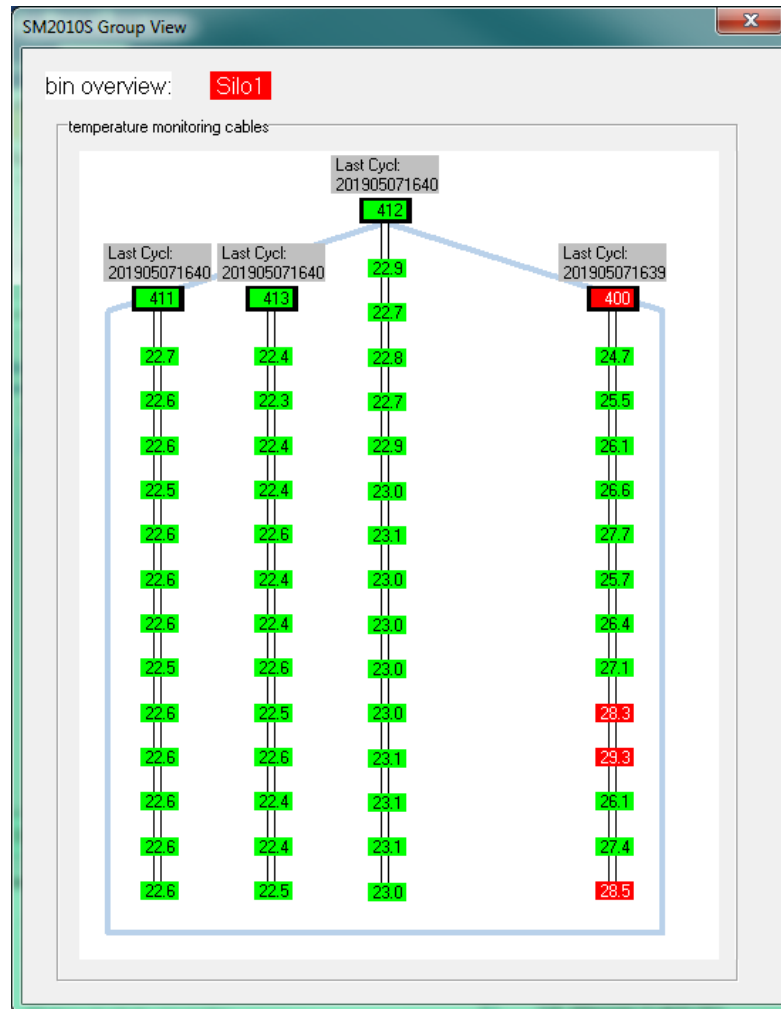 SM2010S Group View
X
bin overview: Silo1
temperature monitoring cables
Last Cycl:
201905071640
412
Last Cycl:
201905071640
411
Last Cycl:
201905071640
413
Last Cycl:
201905071639
400
22.9
22.7
22.7 22.4 22.8 24.7
22.6 22.3 22.7 25.5
22.6 22.4 22.9 26.1
22.5 22.4 23.0 26.6
22.6 22.6 23.1 27.7
22.6 22.4 23.0 25.7
22.6 22.4 23.0 26.4
22.5 22.6 23.0 27.1
22.6 22.5 23.0 28.3
22.6 22.6 23.1 29.3
22.6 22.4 23.1 26.1
22.6 22.4 23.1 27.4
22.6 22.5 23.0 28.5